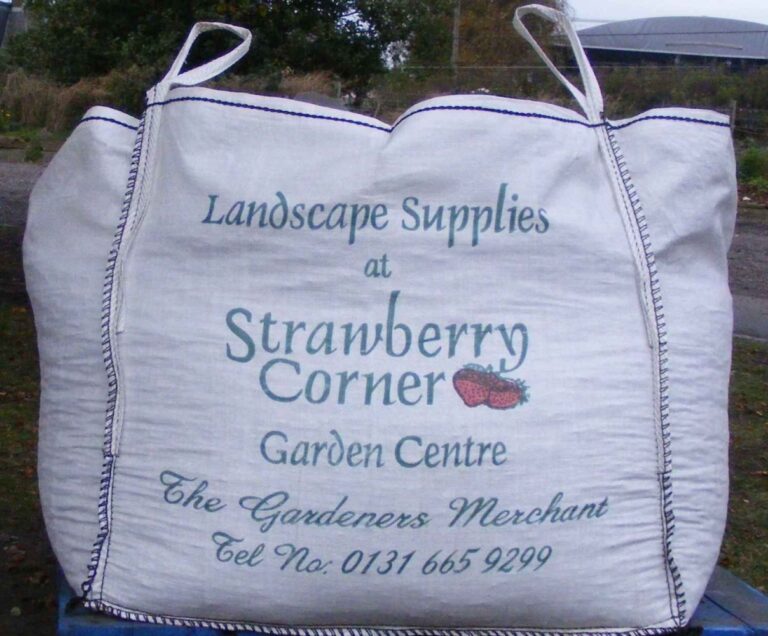 Landscape Supplies
at
Strawberry
Corner
Garden Centre
The Gardeners Merchant
Tel No: 0131 665 9299